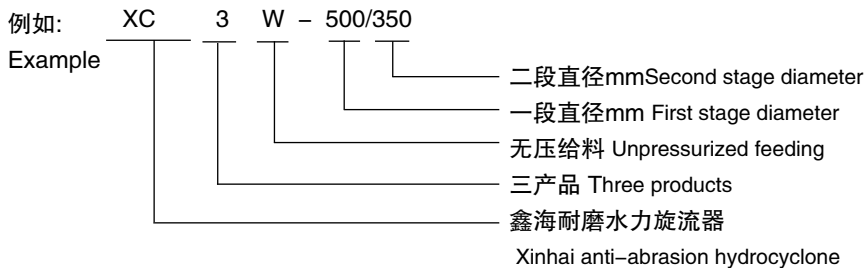 例如: XC 3 W – 500/350
Example
二段直径mmSecond stage diameter
一段直径mm First stage diameter
无压给料 Unpressurized feeding
三产品 Three products
鑫海耐磨水力旋流器
Xinhai anti–abrasion hydrocyclone